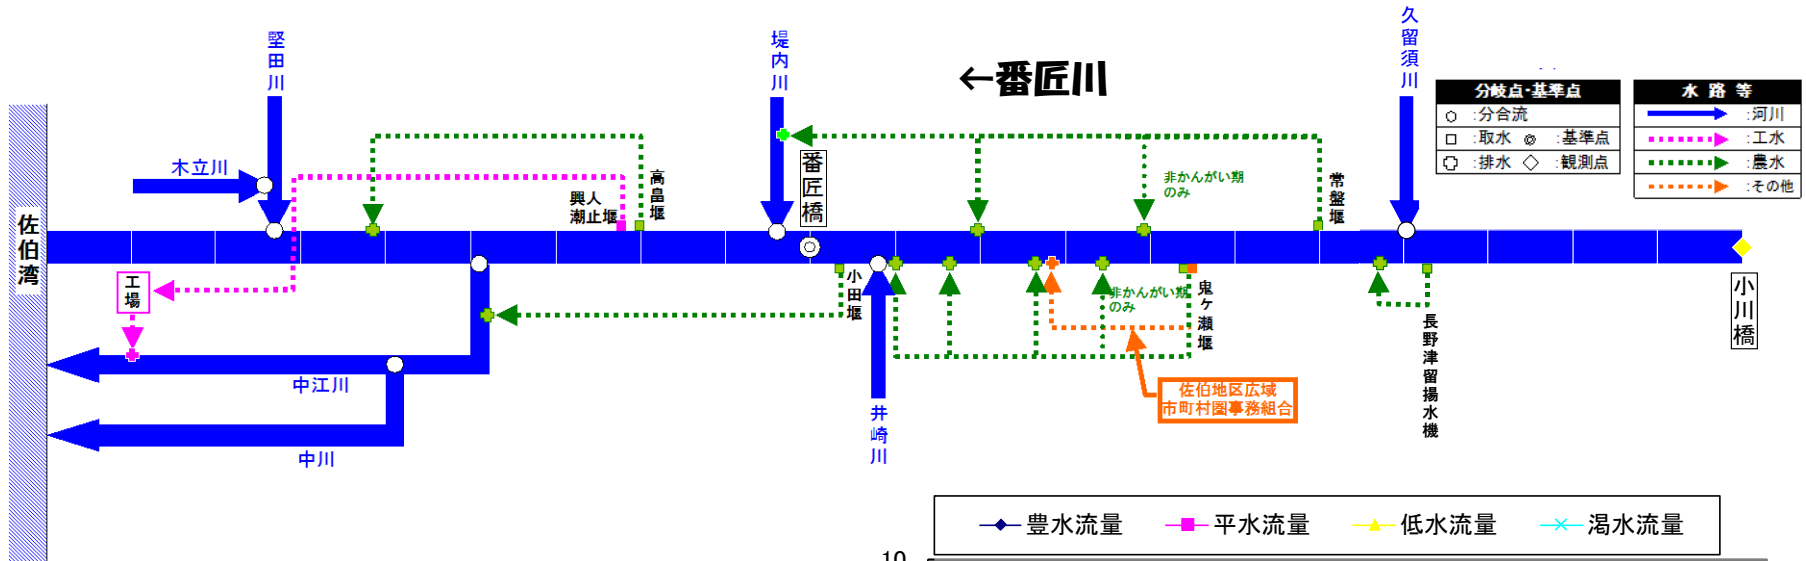 堅田川
堤内川
久留須川
←番匠川
分岐点・基準点
○ :分合流
□ :取水 ◎ :基準点
:排水 ◇ :観測点
水路等
:河川
:工水
:農水
:その他
木立川
番匠橋
高畠堰
興人
潮止堰
非かんがい期
のみ
常盤堰
佐伯湾
工場
小田堰
非かんがい期
のみ
鬼ヶ瀬堰
長野津留揚水機
小川橋
佐伯地区広域
市町村圏事務組合
中江川
井崎川
中川
豊水流量
平水流量
低水流量
渇水流量
10